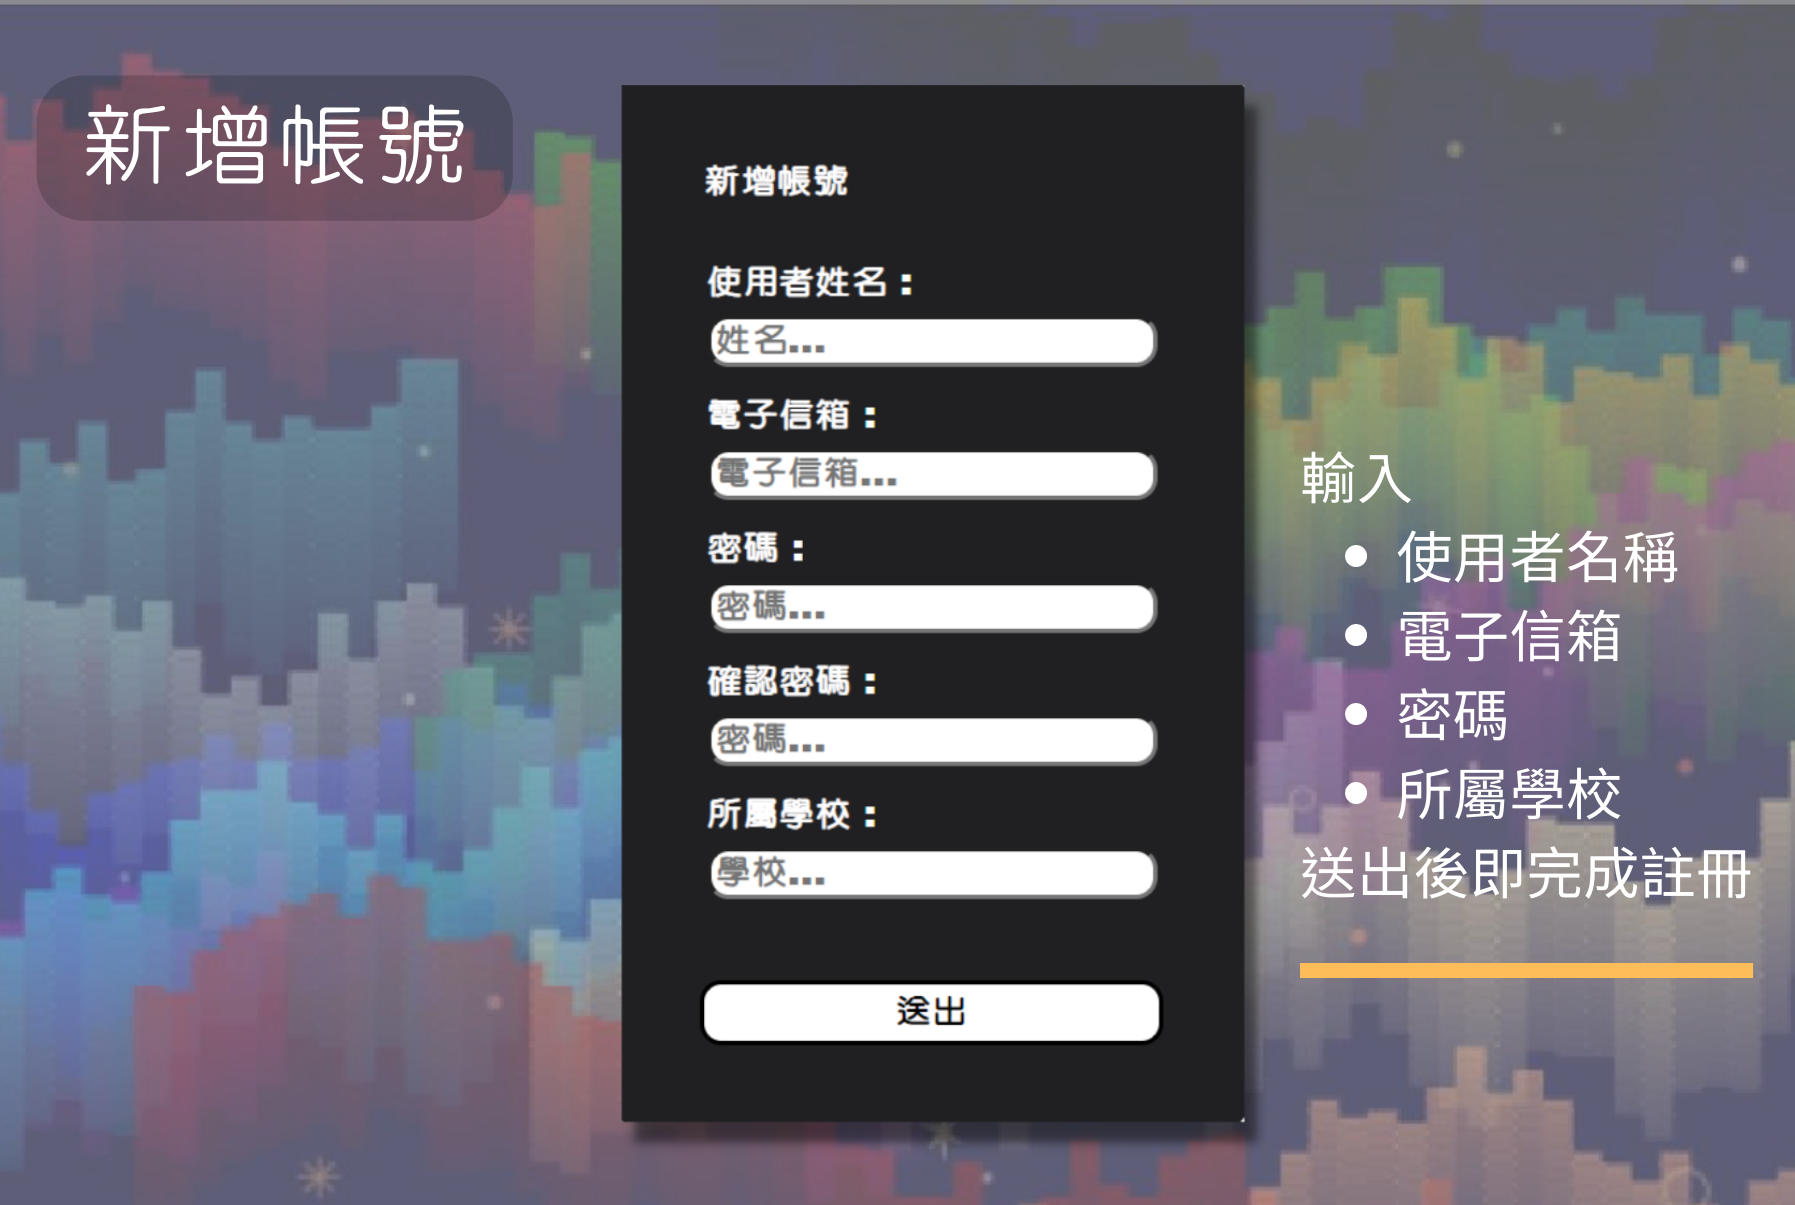 新增帳號
新增帳號
使用者姓名：
姓名...
電子信箱：
電子信箱...
密碼：
密碼...
確認密碼：
密碼...
所屬學校：
學校...
送出
輸入
• 使用者名稱
• 電子信箱
• 密碼
• 所屬學校
送出後即完成註冊